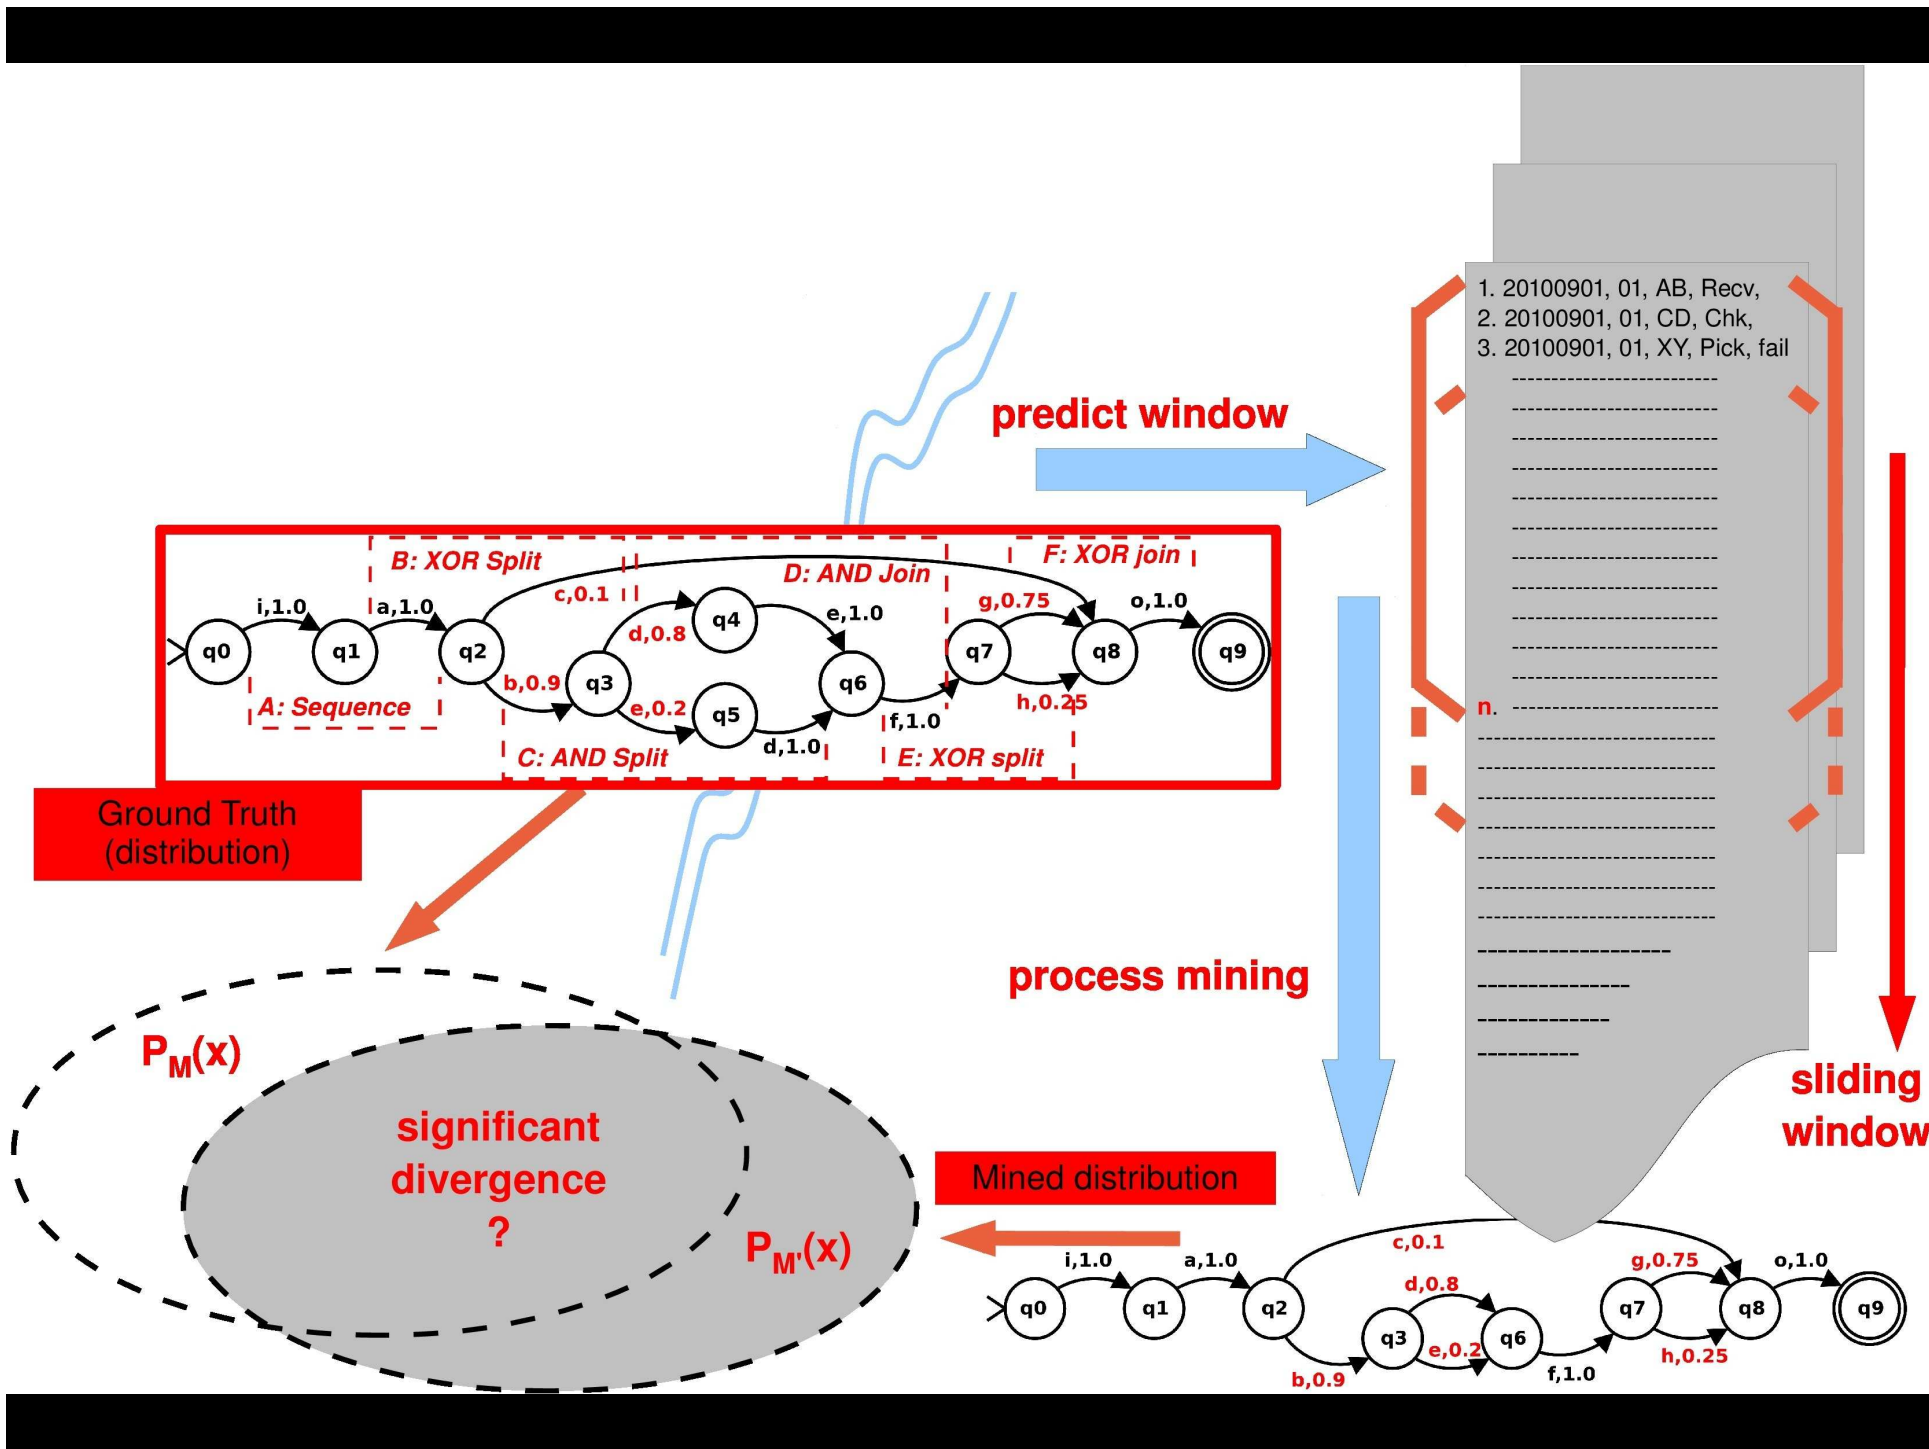 1. 20100901, 01, AB, Recv,
2. 20100901, 01, CD, Chk,
3. 20100901, 01, XY, Pick, fail
n.
predict window
B: XOR Split
D: AND Join
F: XOR join
c,0.1
i,1.0
a,1.0
d,0.8
e,1.0
g,0.75
o,1.0
q0
q1
q2
q3
q4
q5
q6
q7
q8
q9
b,0.9
e,0.2
d,1.0
f,1.0
h,0.25
A: Sequence
C: AND Split
E: XOR split
Ground Truth
(distribution)
process mining
sliding
window
P_M(x)
significant
divergence
?
P_M'(x)
Mined distribution
c,0.1
i,1.0
a,1.0
d,0.8
g,0.75
o,1.0
q0
q1
q2
q3
q6
q7
q8
q9
e,0.2
b,0.9
f,1.0
h,0.25